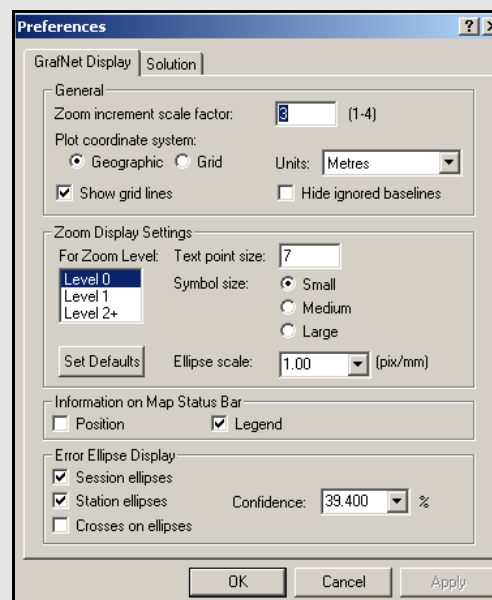 Preferences
GrafNet Display Solution
General
Zoom increment scale factor: 3 (1-4)
Plot coordinate system:
Geographic Grid Units: Metres
Show grid lines Hide ignored baselines
Zoom Display Settings
For Zoom Level: Text point size: 7
Level 0 Symbol size: Small
Level 1 Medium
Level 2+ Large
Set Defaults Ellipse scale: 1.00 (pix/mm)
Information on Map Status Bar
Position Legend
Error Ellipse Display
Session ellipses
Station ellipses Confidence: 39.400 %
Crosses on ellipses
OK Cancel Apply